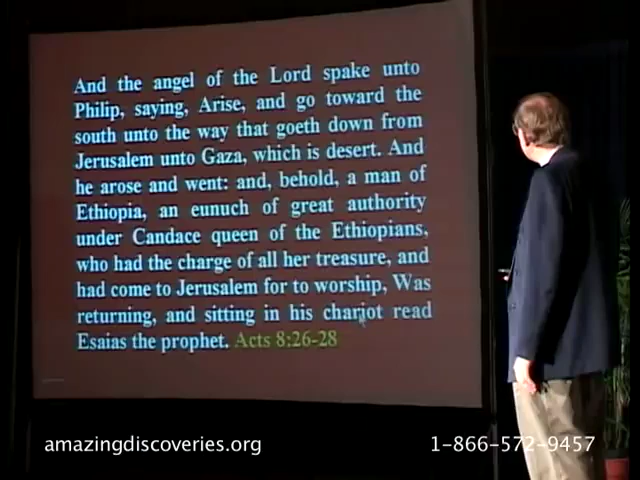 And the angel of the Lord spake unto
Philip, saying, Arise, and go toward the
south unto the way that goeth down from
Jerusalem unto Gaza, which is desert. And
he arose and went: and, behold, a man of
Ethiopia, an eunuch of great authority
under Candace queen of the Ethiopians,
who had the charge of all her treasure, and
had come to Jerusalem for to worship, Was
returning, and sitting in his chariot read
Esaias the prophet. Acts 8:26-28
amazingdiscoveries.org 1-866-572-9457